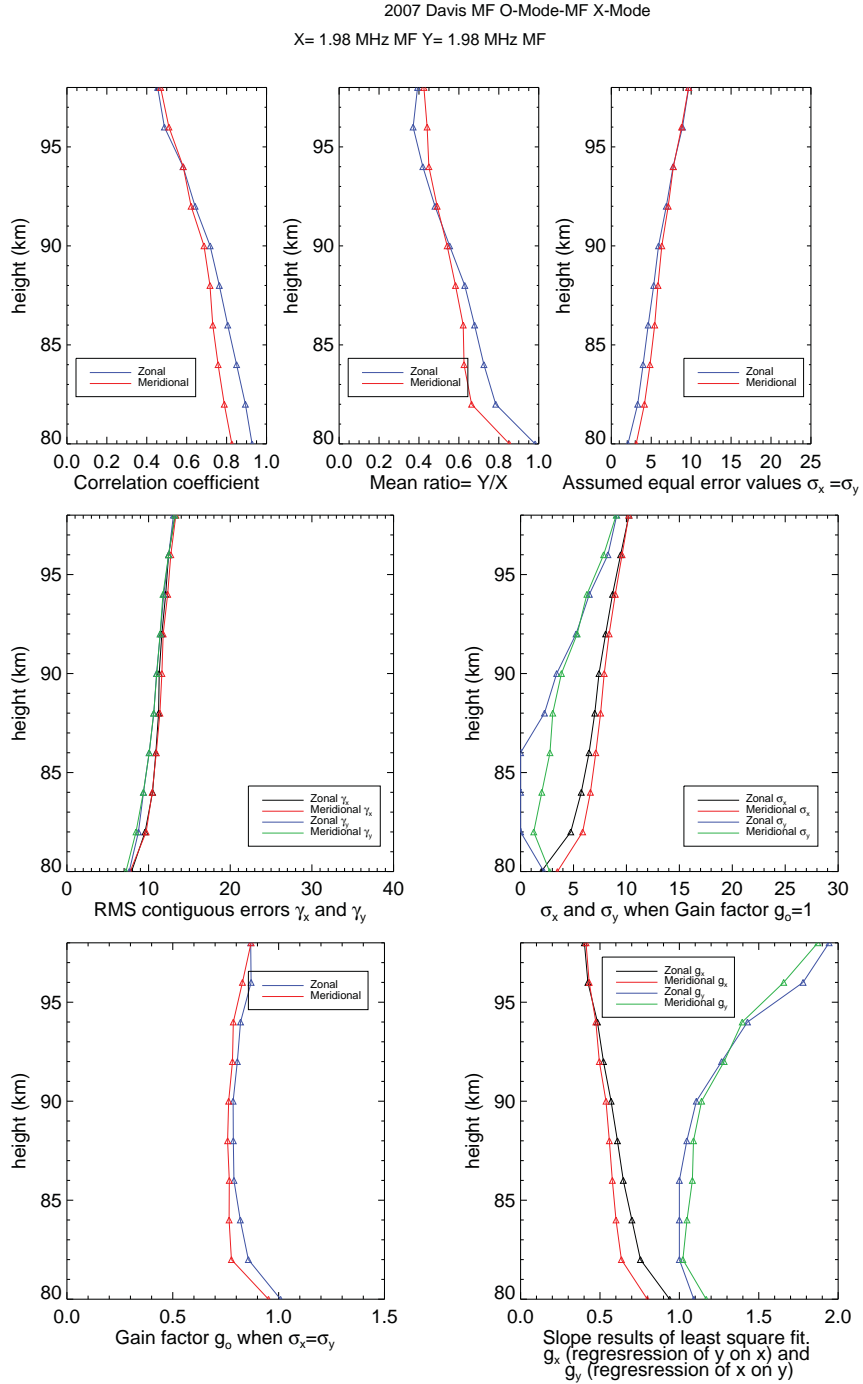 2007 Davis MF O-Mode-MF X-Mode
X= 1.98 MHz MF Y= 1.98 MHz MF
height (km)
95
90
85
80
Zonal
Meridional
0.0 0.2 0.4 0.6 0.8 1.0
Correlation coefficient
height (km)
95
90
85
80
Zonal
Meridional
0.0 0.2 0.4 0.6 0.8 1.0
Mean ratio= Y/X
height (km)
95
90
85
80
Zonal
Meridional
0 5 10 15 20 25
Assumed equal error values σx =σy
height (km)
95
90
85
80
Zonal γx
Meridional γx
Zonal γy
Meridional γy
0 10 20 30 40
RMS contiguous errors γx and γy
height (km)
95
90
85
80
Zonal σx
Meridional σx
Zonal σy
Meridional σy
0 5 10 15 20 25 30
σx and σy when Gain factor go=1
height (km)
95
90
85
80
Zonal
Meridional
0.0 0.5 1.0 1.5
Gain factor go when σx=σy
height (km)
95
90
85
80
Zonal gx
Meridional gx
Zonal gy
Meridional gy
0.0 0.5 1.0 1.5 2.0
Slope results of least square fit.
gx (regresression of y on x) and
gy (regresression of x on y)